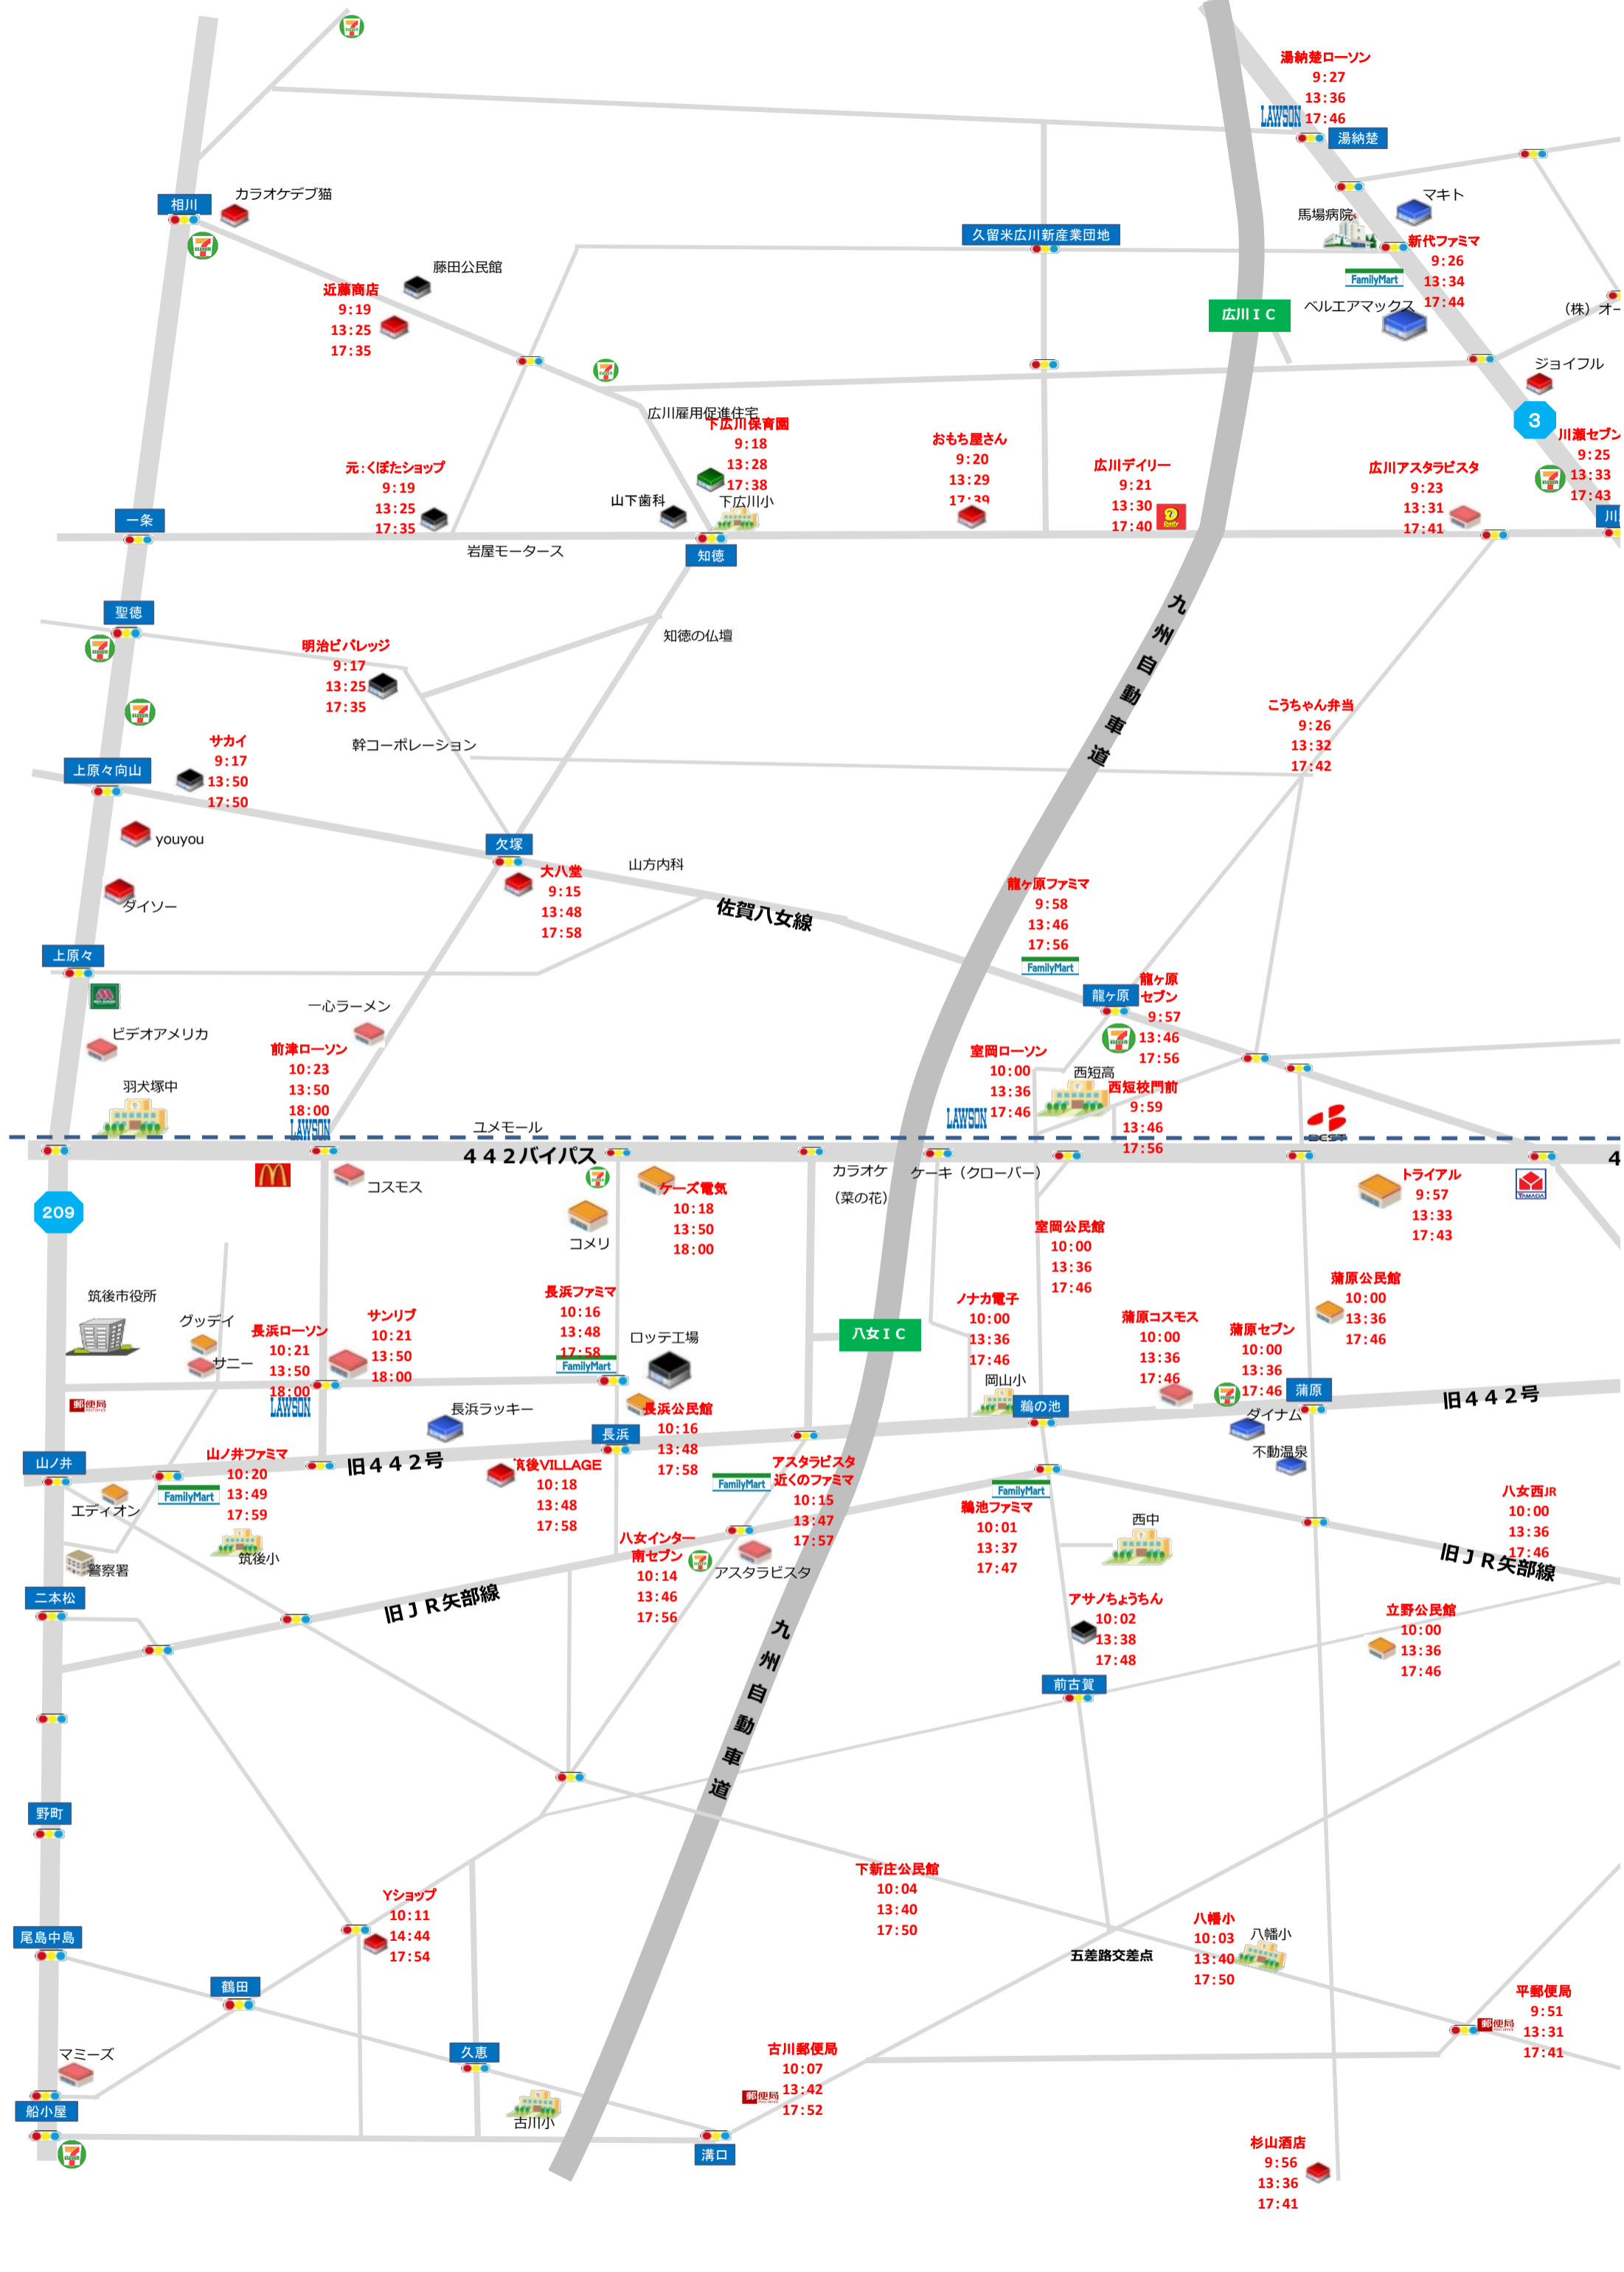 湯納楚ローソン
9:27
13:36
17:46
LAWSON
湯納楚
カラオケデブ猫
相川
マキト
馬場病院
久留米広川新産業団地
新代ファミマ
9:26
13:34
17:44
FamilyMart
藤田公民館
近藤商店
9:19
13:25
17:35
広川ＩＣ
ベルエアマックス
（株）オー
ジョイフル
3
広川雇用促進住宅
下広川保育園
9:18
13:28
17:38
おもち屋さん
9:20
13:29
17:39
広川デイリー
9:21
13:30
17:40
広川アスタラビスタ
9:23
13:31
17:41
川瀬セブン
9:25
13:33
17:43
元:くぼたショップ
9:19
13:25
17:35
山下歯科
下広川小
一条
岩屋モータース
知徳
聖徳
知徳の仏壇
明治ビバレッジ
9:17
13:25
17:35
九州自動車道
こうちゃん弁当
9:26
13:32
17:42
サカイ
9:17
13:50
17:50
幹コーポレーション
上原々向山
youyou
ダイソー
欠塚
大八堂
9:15
13:48
17:58
山方内科
佐賀八女線
龍ヶ原ファミマ
9:58
13:46
17:56
FamilyMart
上原々
龍ヶ原
龍ヶ原
セブン
9:57
13:46
17:56
ビデオアメリカ
一心ラーメン
前津ローソン
10:23
13:50
18:00
LAWSON
羽犬塚中
室岡ローソン
10:00
13:36
17:46
LAWSON
西短高
西短校門前
9:59
13:46
17:56
BEST
ユメモール
４４２バイパス
4
コスモス
カラオケ
（菜の花）
ケーキ（クローバー）
209
ケーズ電気
10:18
13:50
18:00
コメリ
トライアル
9:57
13:33
17:43
YAMADA
室岡公民館
10:00
13:36
17:46
筑後市役所
グッデイ
サニー
長浜ローソン
10:21
13:50
18:00
LAWSON
サンリブ
10:21
13:50
18:00
長浜ファミマ
10:16
13:48
17:58
FamilyMart
ロッテ工場
八女ＩＣ
ノナカ電子
10:00
13:36
17:46
蒲原コスモス
10:00
13:36
17:46
蒲原セブン
10:00
13:36
17:46
蒲原公民館
10:00
13:36
17:46
郵便局
岡山小
鵜の池
蒲原
旧４４２号
ダイナム
不動温泉
長浜ラッキー
長浜公民館
10:16
13:48
17:58
長浜
山ノ井
山ノ井ファミマ
10:20
13:49
17:59
FamilyMart
旧４４２号
筑後VILLAGE
10:18
13:48
17:58
アスタラビスタ
近くのファミマ
10:15
13:47
17:57
FamilyMart
FamilyMart
鵜池ファミマ
10:01
13:37
17:47
西中
八女西JR
10:00
13:36
17:46
旧ＪＲ矢部線
エディオン
筑後小
警察署
八女インター
南セブン
10:14
13:46
17:56
アスタラビスタ
二本松
旧ＪＲ矢部線
アサノちょうちん
10:02
13:38
17:48
立野公民館
10:00
13:36
17:46
前古賀
九州自動車道
野町
下新庄公民館
10:04
13:40
17:50
Yショップ
10:11
14:44
17:54
尾島中島
五差路交差点
八幡小
10:03
13:40
17:50
八幡小
鶴田
平郵便局
9:51
13:31
17:41
郵便局
マミーズ
久恵
古川郵便局
10:07
13:42
17:52
郵便局
船小屋
古川小
溝口
杉山酒店
9:56
13:36
17:41